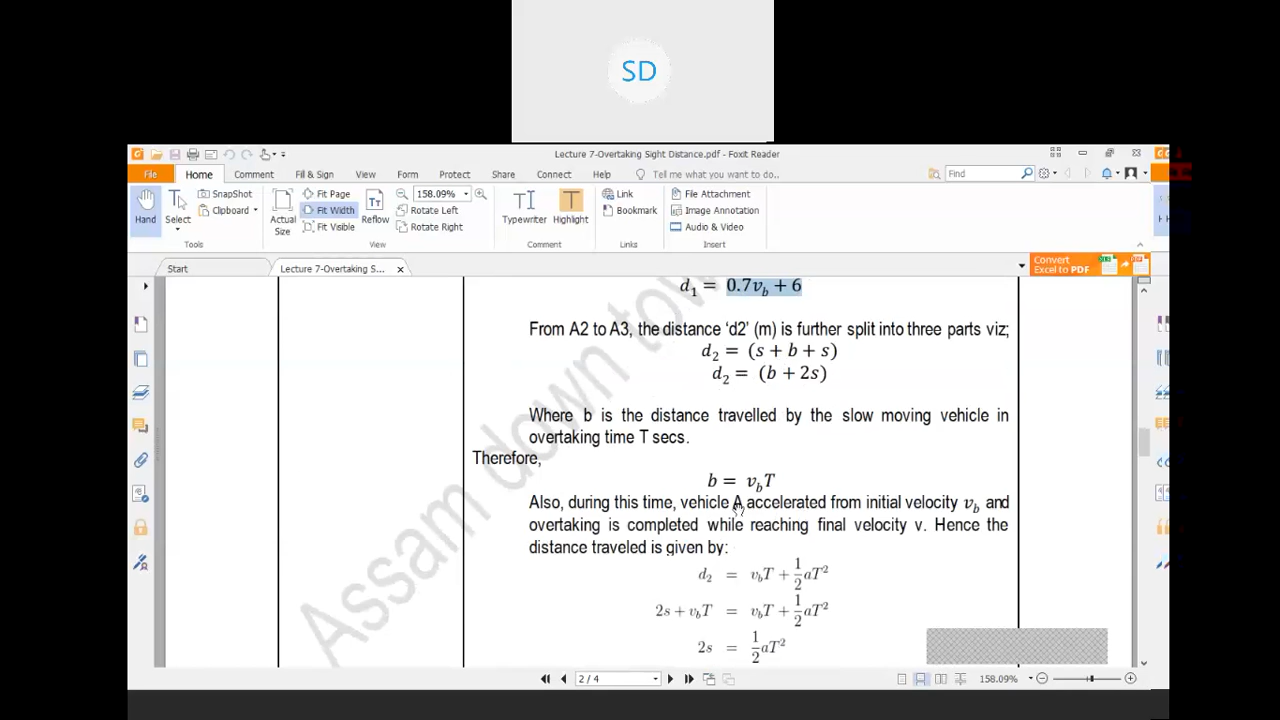 SD
Lecture 7-Overtaking Sight Distance.pdf - Foxit Reader
File Home Comment Fill & Sign View Form Protect Share Connect Help Tell me what you want to do.. Find
SnapShot
Clipboard
Hand Select
Tools
Actual Size
Fit Page
Fit Width
Fit Visible
Reflow
158.09%
Rotate Left
Rotate Right
View
Typewriter Highlight
Comment
Link
Bookmark
Links
File Attachment
Image Annotation
Audio & Video
Insert
Start Lecture 7-Overtaking S...
Convert
Excel to PDF
d₁ = 0.7v_b + 6
From A2 to A3, the distance ‘d2’ (m) is further split into three parts viz;
d₂ = (s + b + s)
d₂ = (b + 2s)
Where b is the distance travelled by the slow moving vehicle in
overtaking time T secs.
Therefore,
b = v_bT
Also, during this time, vehicle A accelerated from initial velocity v_b and
overtaking is completed while reaching final velocity v. Hence the
distance traveled is given by:
d₂ = v_bT + 1/2 aT²
2s + v_bT = v_bT + 1/2 aT²
2s = 1/2 aT²
Assam down tow
2 / 4
158.09%